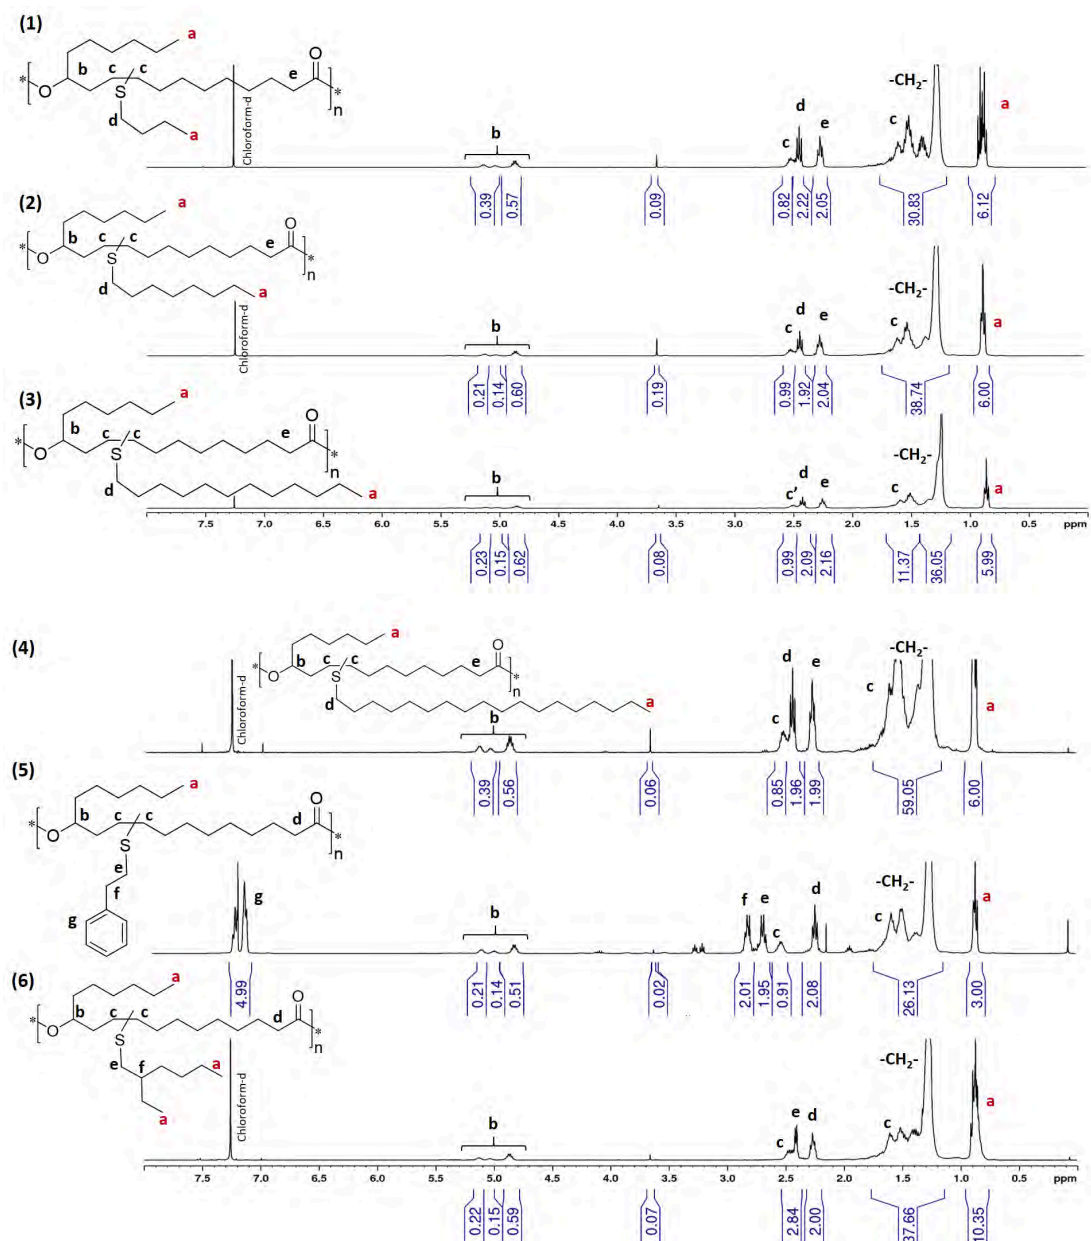 (1)
a
b c c e O
* O n *
S
d
a
Chloroform-d
b
c d e
-CH2-
c
a
0.39 0.57 0.09 0.82 2.22 2.05 30.83 6.12
(2)
a
b c c e O
* O n *
S
d
a
Chloroform-d
b
c d e
-CH2-
c
a
0.21 0.14 0.60 0.19 0.99 1.92 2.04 38.74 6.00
(3)
a
b c c e O
* O n *
S
d
a
b
c' d e
-CH2-
c
a
7.5 7.0 6.5 6.0 5.5 5.0 4.5 4.0 3.5 3.0 2.5 2.0 1.5 1.0 0.5 ppm
0.23 0.15 0.62 0.08 0.99 2.09 2.16 11.37 36.05 5.99
(4)
a
b c c e O
* O n *
S
d
a
Chloroform-d
b
c d e
-CH2-
c
a
0.39 0.56 0.06 0.85 1.96 1.99 59.05 6.00
(5)
a
b c c d O
* O n *
S
e
f
g
g
b
f e c d
-CH2-
c
a
4.99 0.21 0.14 0.51 0.02 2.01 1.95 0.91 2.08 26.13 3.00
(6)
a
b c c d O
* O n *
S
e f a
a
Chloroform-d
b
c e d
-CH2-
c
a
7.5 7.0 6.5 6.0 5.5 5.0 4.5 4.0 3.5 3.0 2.5 2.0 1.5 1.0 0.5 ppm
0.22 0.15 0.59 0.07 2.84 2.00 37.66 10.35